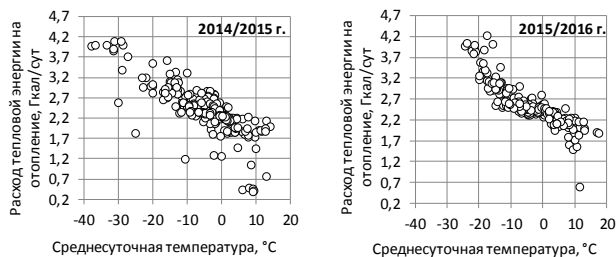 Расход тепловой энергии на
отопление, Гкал/сут
4,7
4,2
3,7
3,2
2,7
2,2
1,7
1,2
0,7
0,2
2014/2015 г.
-40 -30 -20 -10 0 10 20
Среднесуточная температура, °С
Расход тепловой энергии на
отопление, Гкал/сут
4,7
4,2
3,7
3,2
2,7
2,2
1,7
1,2
0,7
0,2
2015/2016 г.
-40 -30 -20 -10 0 10 20
Среднесуточная температура, °С